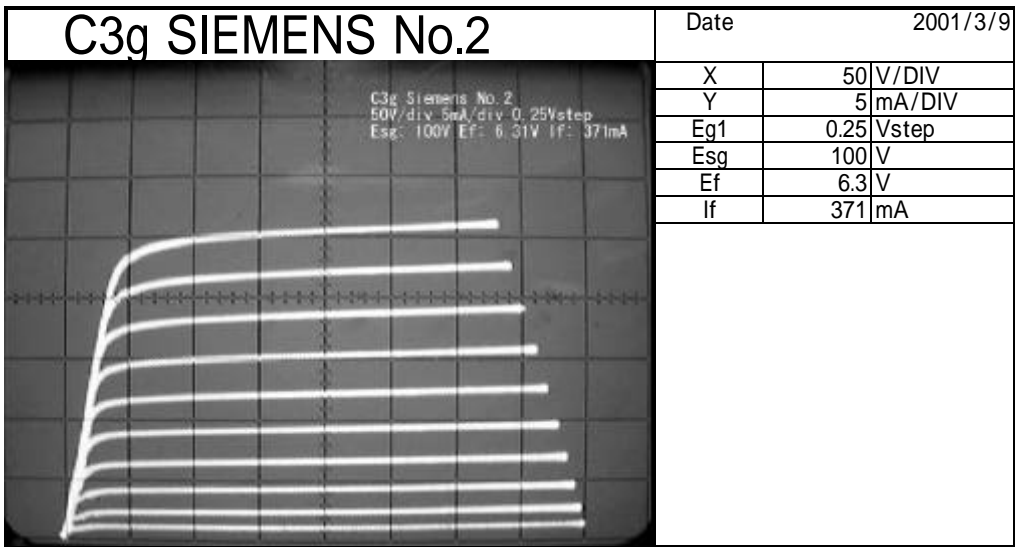 C3g SIEMENS No.2
Date 2001/3/9
X 50 V/DIV
Y 5 mA/DIV
Eg1 0.25 Vstep
Esg 100 V
Ef 6.3 V
If 371 mA
C3g Siemens No.2
50V/div 5mA/div 0.25Vstep
Esg: 100V Ef: 6.31V If: 371mA